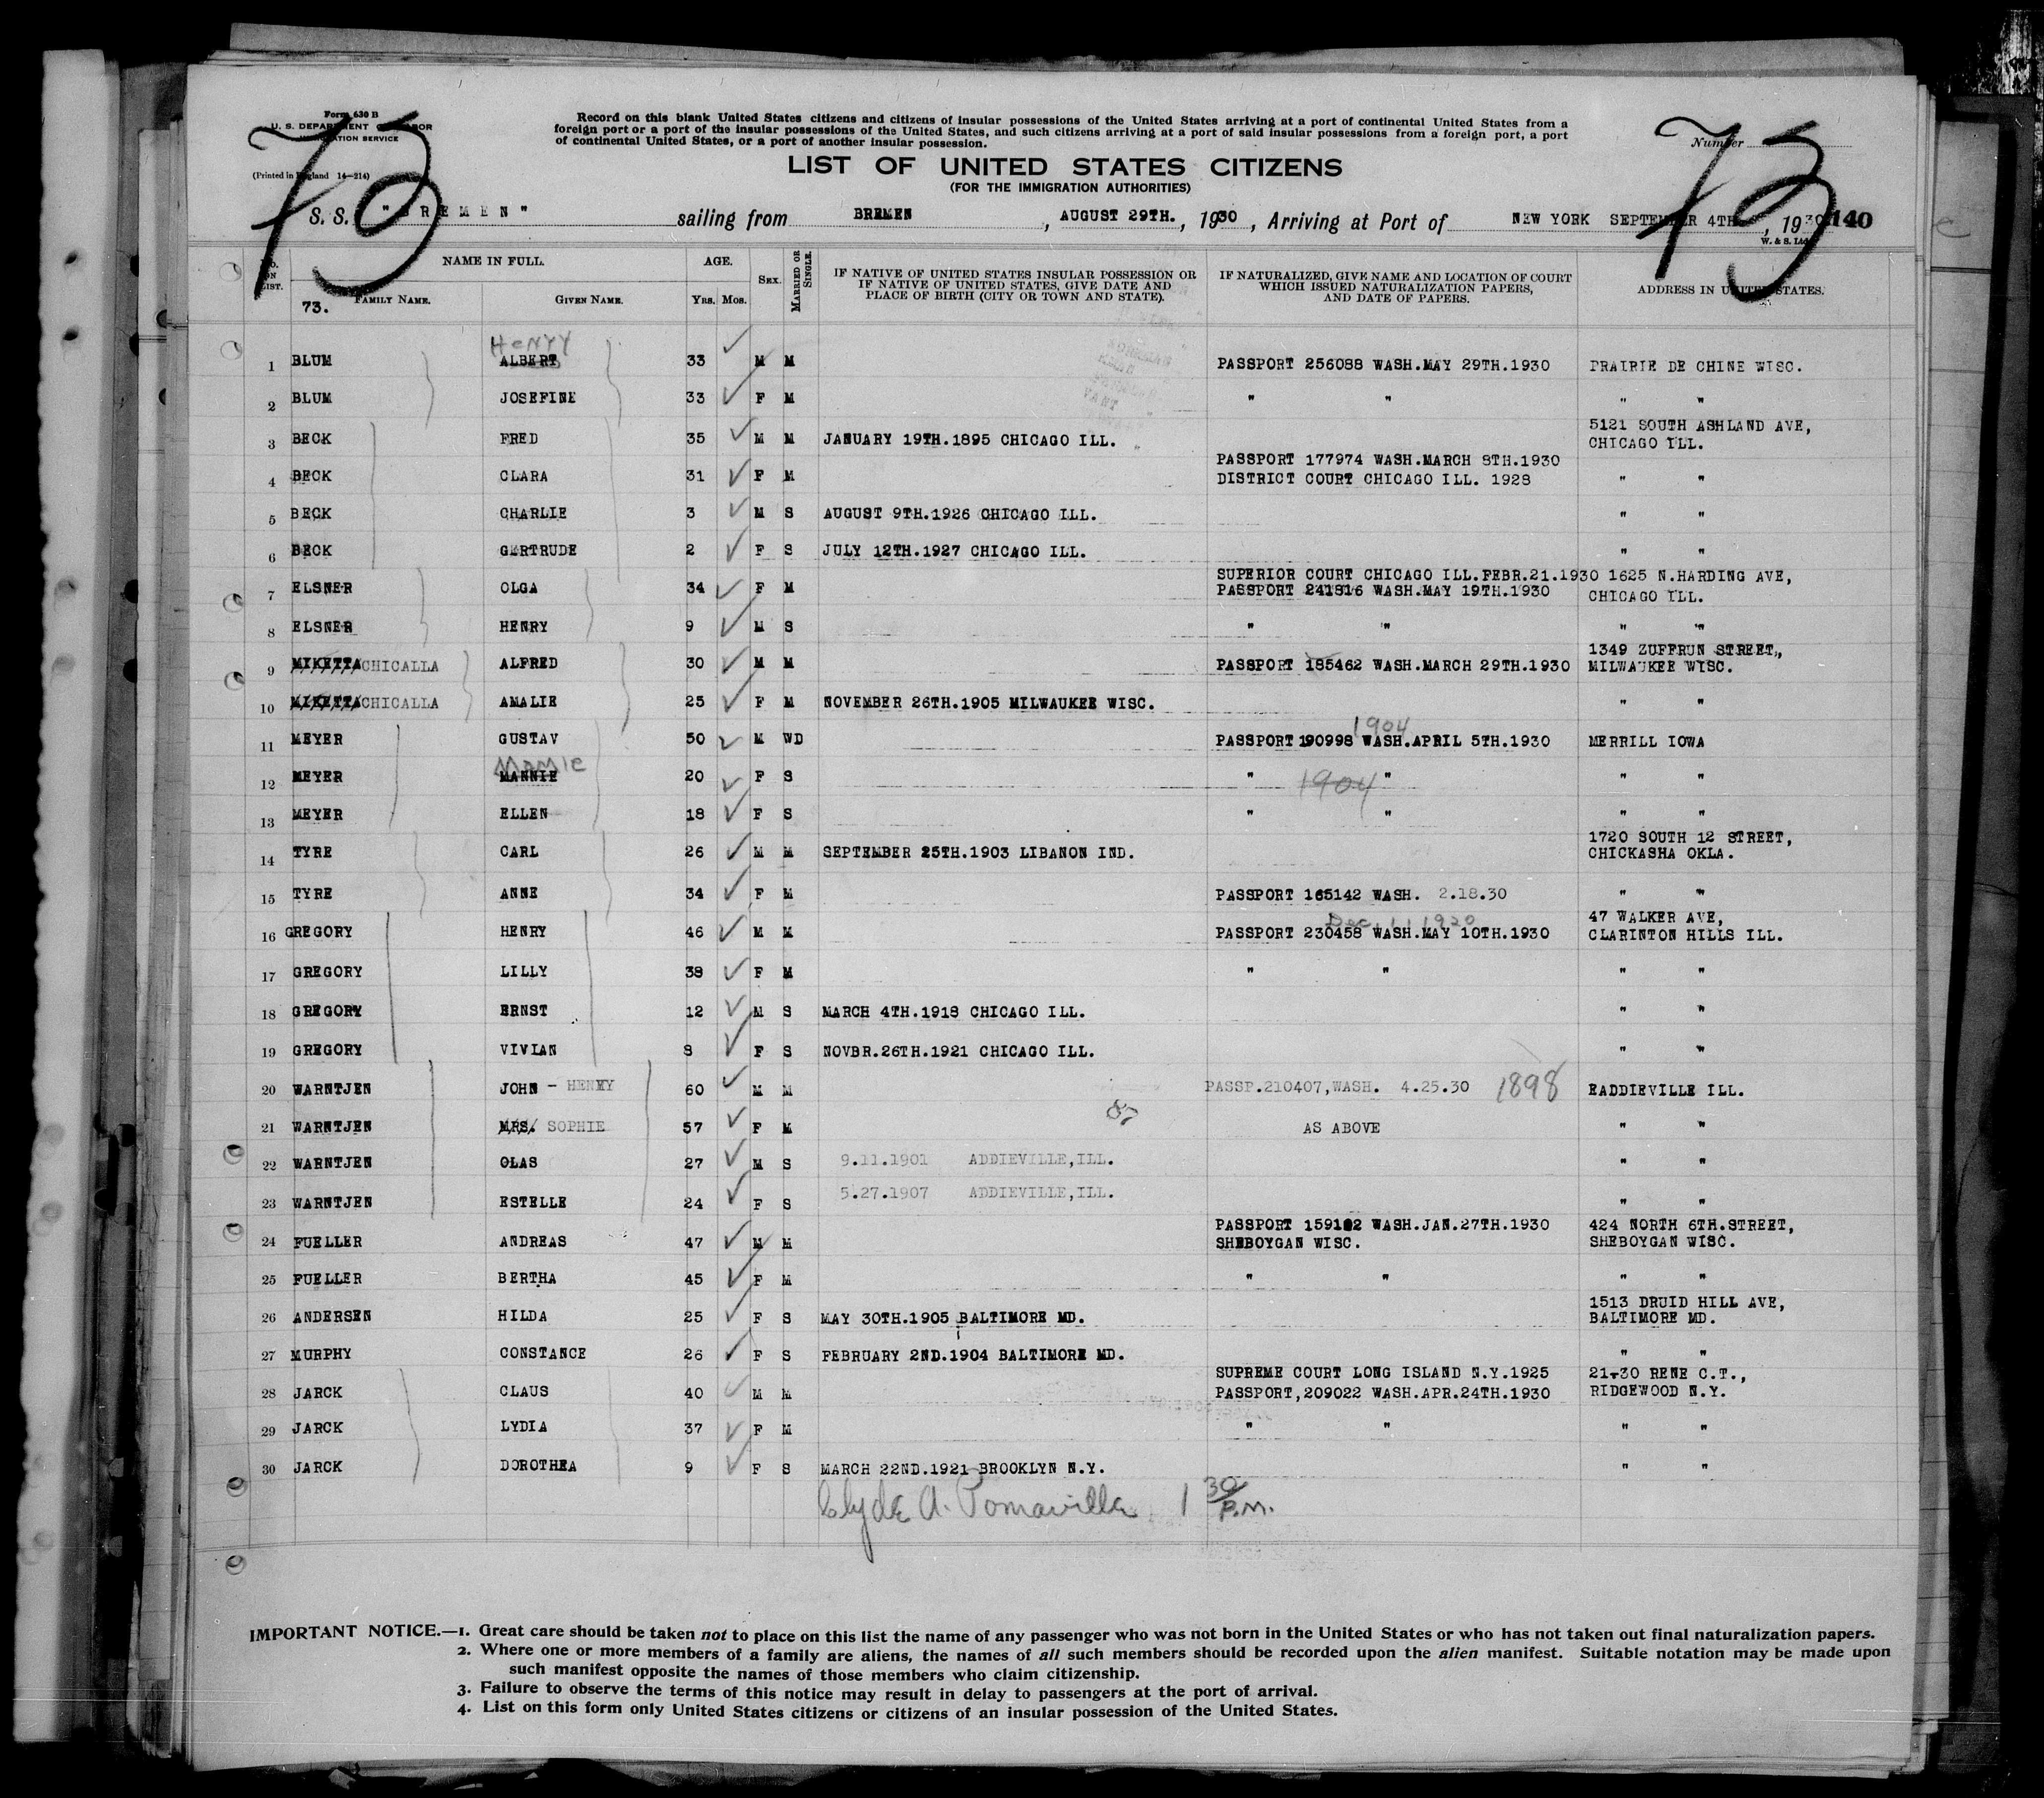 73
73
Form 630 B
U. S. DEPARTMENT OF LABOR
IMMIGRATION SERVICE
(Printed in England 14—214)
Record on this blank United States citizens and citizens of insular possessions of the United States arriving at a port of continental United States from a
foreign port or a port of the insular possessions of the United States, and such citizens arriving at a port of said insular possessions from a foreign port, a port
of continental United States, or a port of another insular possession.
Number
LIST OF UNITED STATES CITIZENS
(FOR THE IMMIGRATION AUTHORITIES)
S. S. "BREMEN" sailing from BREMEN, AUGUST 29TH., 1930, Arriving at Port of NEW YORK SEPTEMBER 4TH, 1930 140
W. & S. Ltd.
NO. ON LIST. NAME IN FULL. AGE. SEX. MARRIED OR SINGLE. IF NATIVE OF UNITED STATES INSULAR POSSESSION OR IF NATIVE OF UNITED STATES, GIVE DATE AND PLACE OF BIRTH (CITY OR TOWN AND STATE). IF NATURALIZED, GIVE NAME AND LOCATION OF COURT WHICH ISSUED NATURALIZATION PAPERS, AND DATE OF PAPERS. ADDRESS IN UNITED STATES.
73. FAMILY NAME. GIVEN NAME. Yrs. Mos.
Henry
1 BLUM ALBERT 33 M M PASSPORT 256088 WASH.MAY 29TH.1930 PRAIRIE DE CHINE WISC.
2 BLUM JOSEFINE 33 F M " " " "
5121 SOUTH ASHLAND AVE,
3 BECK FRED 35 M M JANUARY 19TH.1895 CHICAGO ILL. CHICAGO ILL.
PASSPORT 177974 WASH.MARCH 8TH.1930
4 BECK CLARA 31 F M DISTRICT COURT CHICAGO ILL. 1928 " "
5 BECK CHARLIE 3 M S AUGUST 9TH.1926 CHICAGO ILL. " "
6 BECK GERTRUDE 2 F S JULY 12TH.1927 CHICAGO ILL. " "
SUPERIOR COURT CHICAGO ILL.FEBR.21.1930 1625 N.HARDING AVE,
7 ELSNER OLGA 34 F M PASSPORT 241816 WASH.MAY 19TH.1930 CHICAGO ILL.
8 ELSNER HENRY 9 M S " " " "
1349 ZUFFRUN STREET,
9 MIKETTA CHICALLA ALFRED 30 M M PASSPORT 185462 WASH.MARCH 29TH.1930 MILWAUKEE WISC.
10 MIKETTA CHICALLA AMALIE 25 F M NOVEMBER 26TH.1905 MILWAUKEE WISC. " "
1904
11 MEYER GUSTAV 50 M WD PASSPORT 190998 WASH.APRIL 5TH.1930 MERRILL IOWA
Mamie
12 MEYER MANNIE 20 F S " 1904 " " "
13 MEYER ELLEN 18 F S " " " "
1720 SOUTH 12 STREET,
14 TYRE CARL 26 M M SEPTEMBER 25TH.1903 LIBANON IND. CHICKASHA OKLA.
15 TYRE ANNE 34 F M PASSPORT 165142 WASH. 2.18.30 " "
Dec. 11 1920 47 WALKER AVE,
16 GREGORY HENRY 46 M M PASSPORT 230458 WASH.MAY 10TH.1930 CLARINTON HILLS ILL.
17 GREGORY LILLY 38 F M " " " "
18 GREGORY ERNST 12 M S MARCH 4TH.1918 CHICAGO ILL. " "
19 GREGORY VIVIAN 8 F S NOVBR.26TH.1921 CHICAGO ILL. " "
20 WARNTJEN JOHN - HENRY 60 M M PASSP.210407,WASH. 4.25.30 1898 RADDIEVILLE ILL.
21 WARNTJEN MRS. SOPHIE 57 F M AS ABOVE " "
22 WARNTJEN OLAS 27 M S 9.11.1901 ADDIEVILLE,ILL. " "
23 WARNTJEN ESTELLE 24 F S 5.27.1907 ADDIEVILLE,ILL. " "
PASSPORT 159102 WASH.JAN.27TH.1930 424 NORTH 6TH.STREET,
24 FUELLER ANDREAS 47 M M SHEBOYGAN WISC. SHEBOYGAN WISC.
25 FUELLER BERTHA 45 F M " " " "
1513 DRUID HILL AVE,
26 ANDERSEN HILDA 25 F S MAY 30TH.1905 BALTIMORE MD. BALTIMORE MD.
27 MURPHY CONSTANCE 26 F S FEBRUARY 2ND.1904 BALTIMORE MD. " "
SUPREME COURT LONG ISLAND N.Y.1925 21-30 RENE C.T.,
28 JARCK CLAUS 40 M M PASSPORT,209022 WASH.APR.24TH.1930 RIDGEWOOD N.Y.
29 JARCK LYDIA 37 F M " " " "
30 JARCK DOROTHEA 9 F S MARCH 22ND.1921 BROOKLYN N.Y. " "
Clyde A. Pomaville 1 30 P.M.
IMPORTANT NOTICE.—1. Great care should be taken not to place on this list the name of any passenger who was not born in the United States or who has not taken out final naturalization papers.
2. Where one or more members of a family are aliens, the names of all such members should be recorded upon the alien manifest. Suitable notation may be made upon
such manifest opposite the names of those members who claim citizenship.
3. Failure to observe the terms of this notice may result in delay to passengers at the port of arrival.
4. List on this form only United States citizens or citizens of an insular possession of the United States.